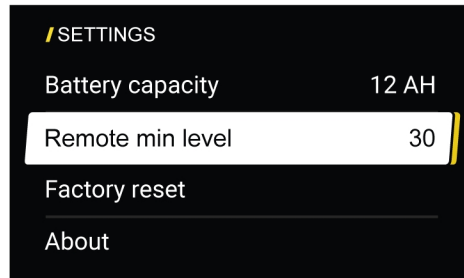 SETTINGS
Battery capacity 12 AH
Remote min level 30
Factory reset
About